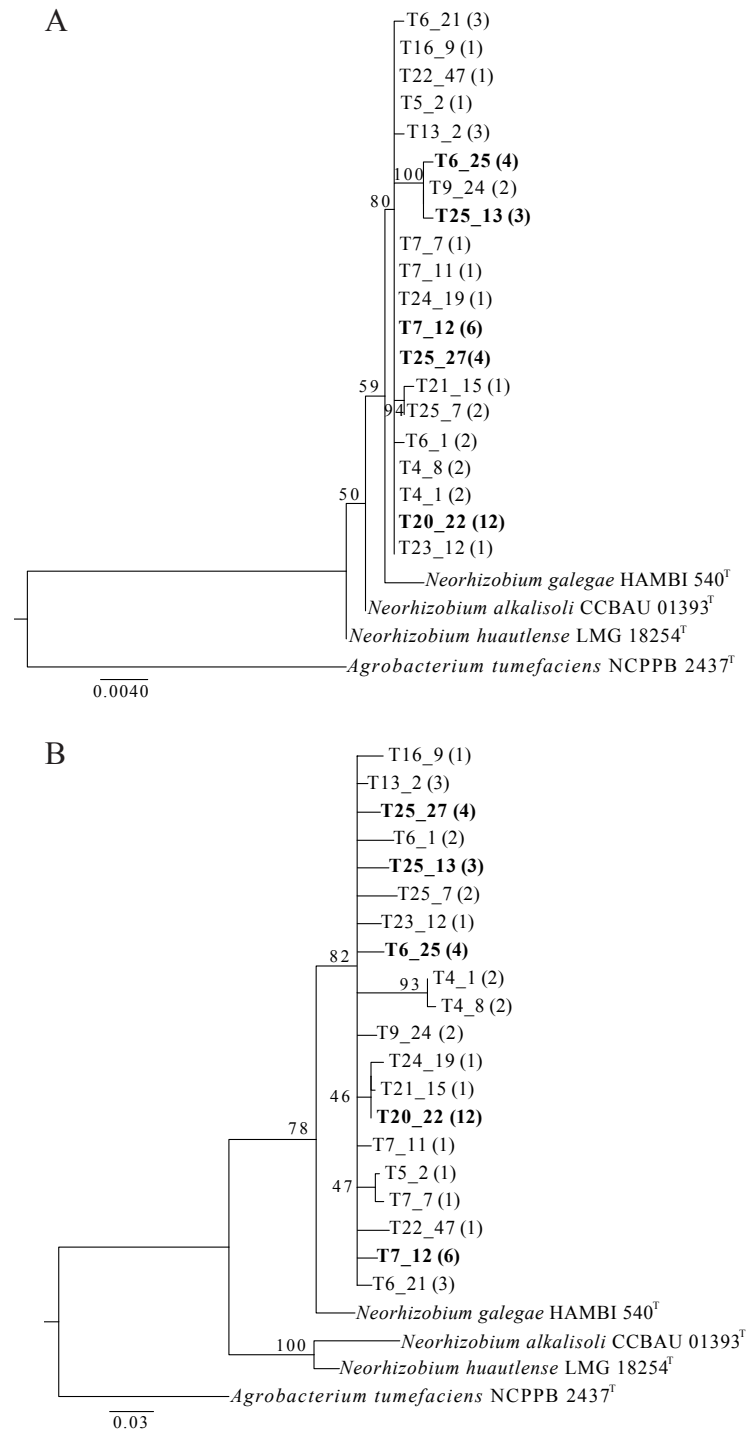 A
T6_21 (3)
T16_9 (1)
T22_47 (1)
T5_2 (1)
T13_2 (3)
T6_25 (4)
100
T9_24 (2)
80
T25_13 (3)
T7_7 (1)
T7_11 (1)
T24_19 (1)
T7_12 (6)
T25_27(4)
59
T21_15 (1)
94
T25_7 (2)
T6_1 (2)
T4_8 (2)
T4_1 (2)
50
T20_22 (12)
T23_12 (1)
Neorhizobium galegae HAMBI 540T
Neorhizobium alkalisoli CCBAU 01393T
Neorhizobium huautlense LMG 18254T
Agrobacterium tumefaciens NCPPB 2437T
0.0040
B
T16_9 (1)
T13_2 (3)
T25_27 (4)
T6_1 (2)
T25_13 (3)
T25_7 (2)
T23_12 (1)
82
T6_25 (4)
93
T4_1 (2)
T4_8 (2)
T9_24 (2)
T24_19 (1)
46
T21_15 (1)
T20_22 (12)
78
T7_11 (1)
T5_2 (1)
47
T7_7 (1)
T22_47 (1)
T7_12 (6)
T6_21 (3)
Neorhizobium galegae HAMBI 540T
100
Neorhizobium alkalisoli CCBAU 01393T
Neorhizobium huautlense LMG 18254T
Agrobacterium tumefaciens NCPPB 2437T
0.03